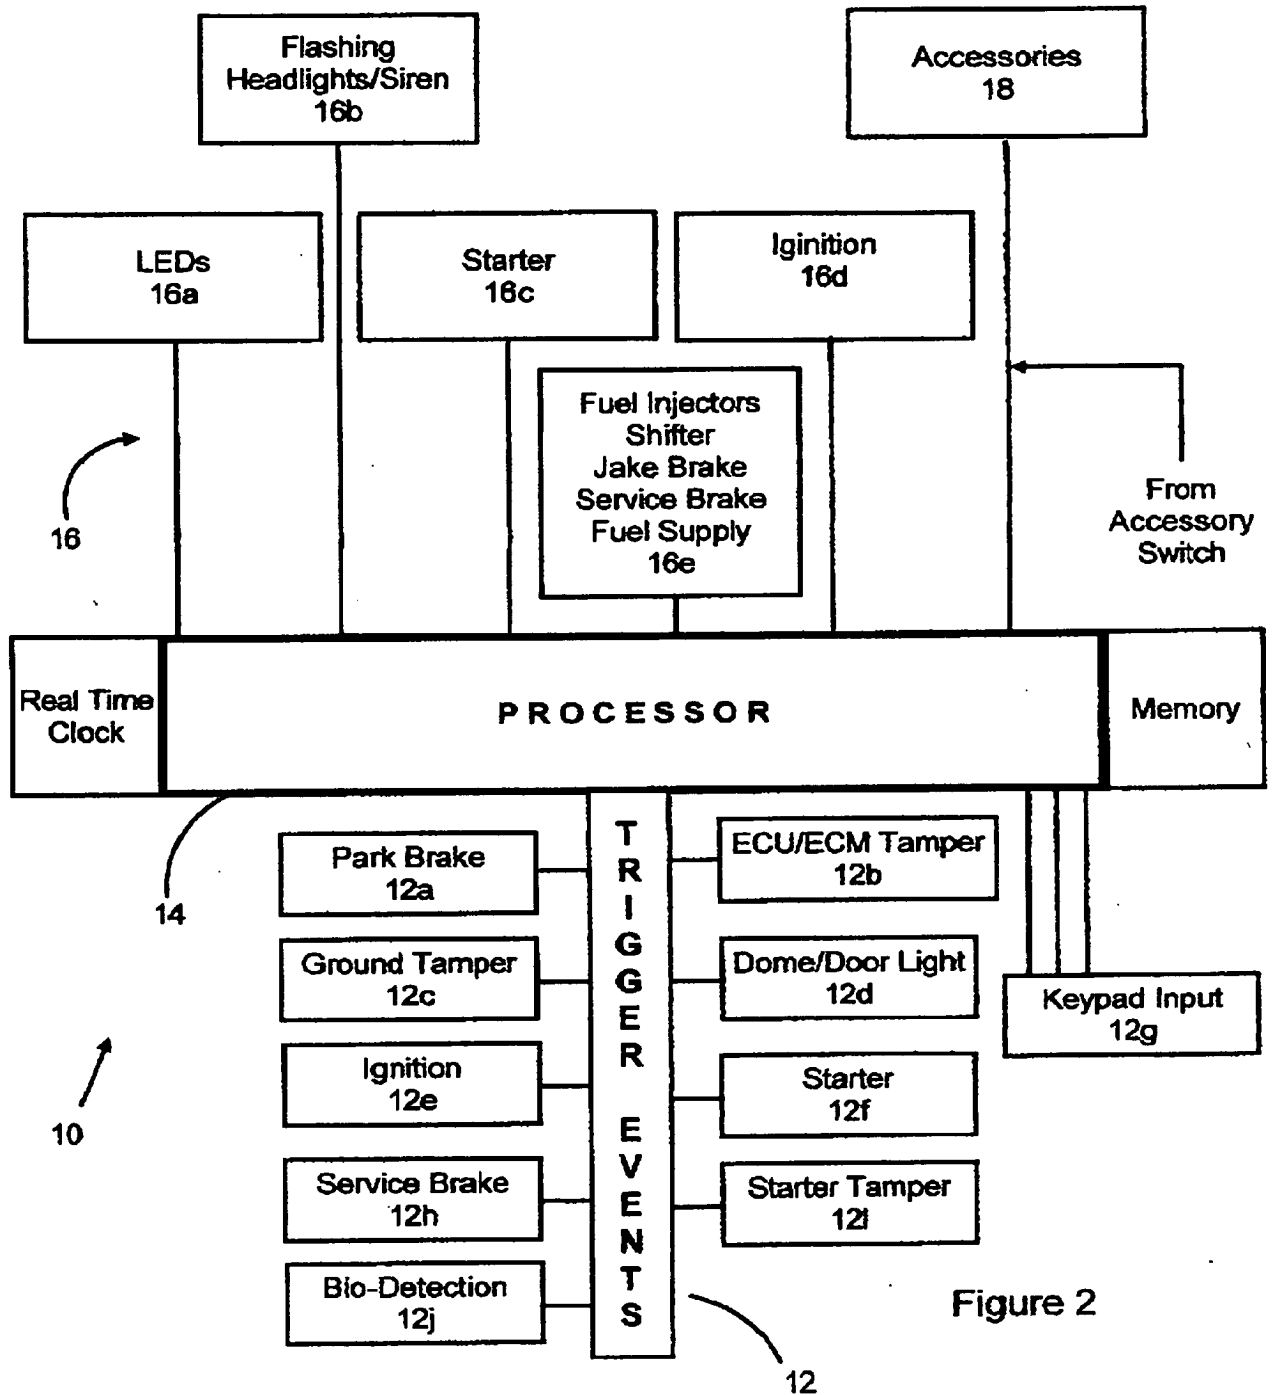 Flashing
Headlights/Siren
16b
Accessories
18
LEDs
16a
Starter
16c
Iginition
16d
Fuel Injectors
Shifter
Jake Brake
Service Brake
Fuel Supply
16e
16
From
Accessory
Switch
Real Time
Clock
PROCESSOR
Memory
14
TRIGGER EVENTS
Park Brake
12a
ECU/ECM Tamper
12b
Ground Tamper
12c
Dome/Door Light
12d
Keypad Input
12g
Ignition
12e
Starter
12f
10
Service Brake
12h
Starter Tamper
12i
Bio-Detection
12j
Figure 2
12